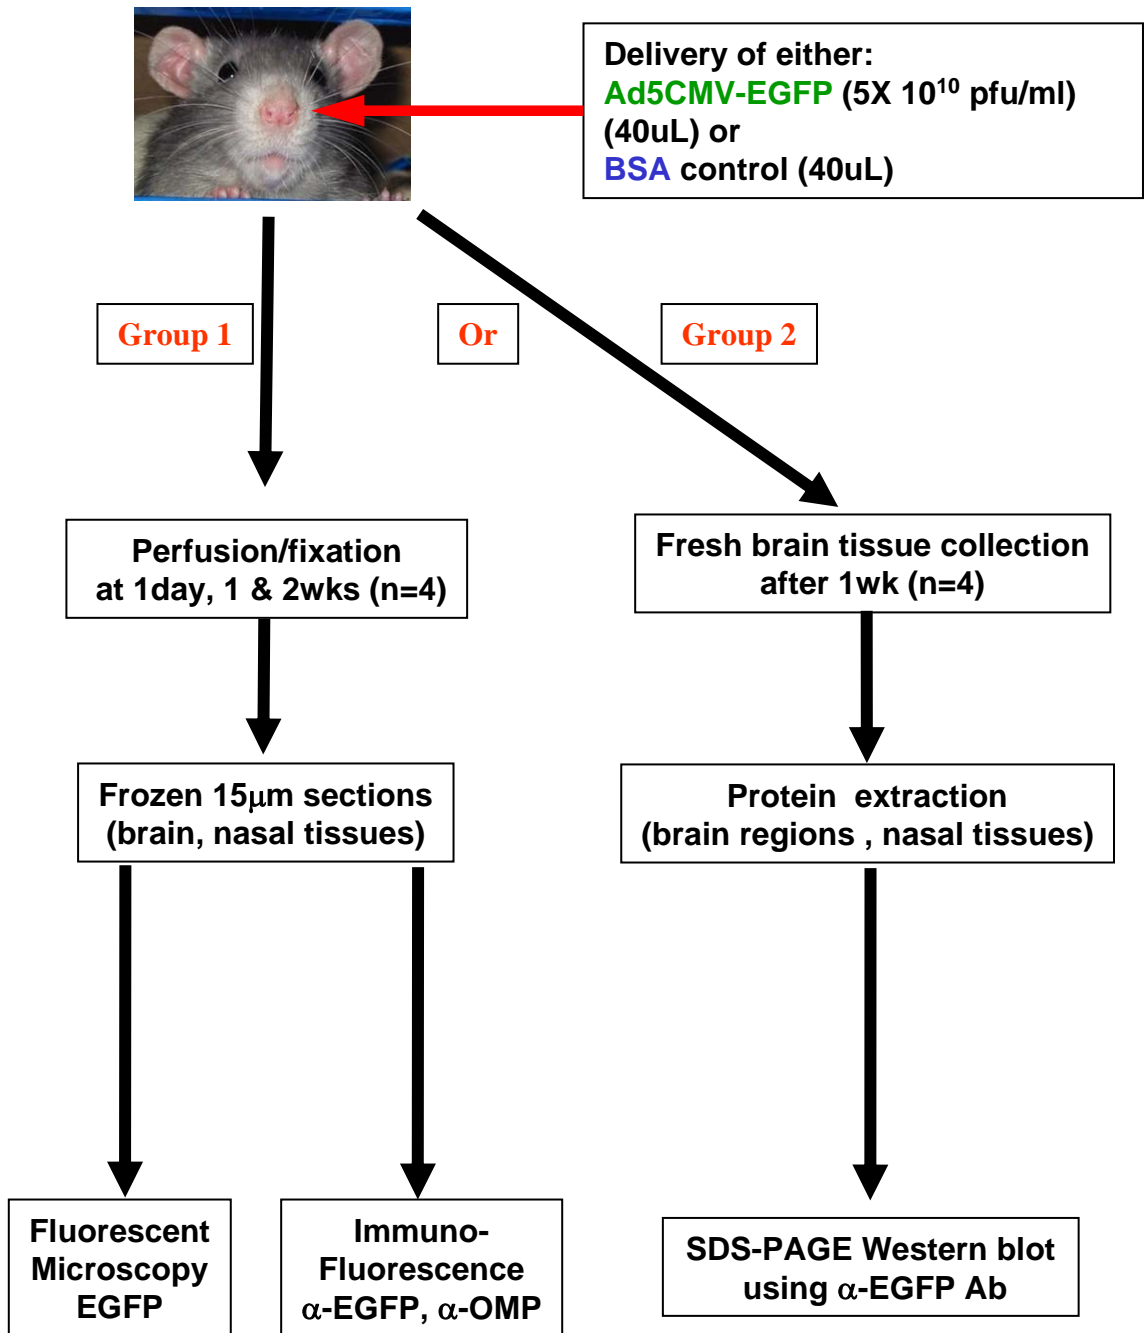 Delivery of either:
Ad5CMV-EGFP (5X 10¹⁰ pfu/ml)
(40uL) or
BSA control (40uL)
Group 1
Or
Group 2
Perfusion/fixation
at 1day, 1 & 2wks (n=4)
Fresh brain tissue collection
after 1wk (n=4)
Frozen 15μm sections
(brain, nasal tissues)
Protein extraction
(brain regions , nasal tissues)
Fluorescent
Microscopy
EGFP
Immuno-
Fluorescence
α-EGFP, α-OMP
SDS-PAGE Western blot
using α-EGFP Ab